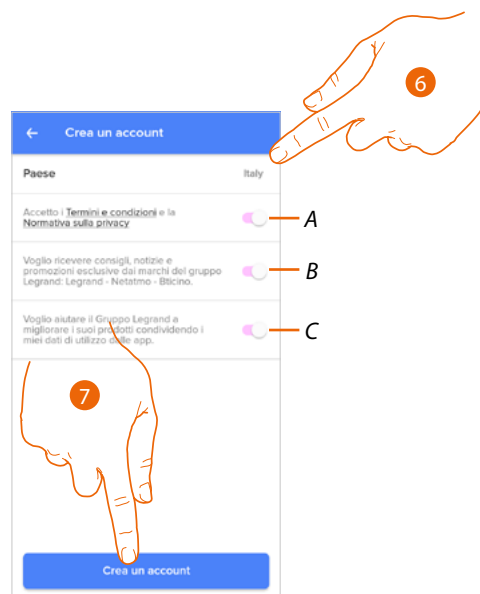 6
← Crea un account
Paese Italy
Accetto i Termini e condizioni e la
Normativa sulla privacy
A
Voglio ricevere consigli, notizie e
promozioni esclusive dai marchi del gruppo
Legrand: Legrand - Netatmo - Bticino.
B
Voglio aiutare il Gruppo Legrand a
migliorare i suoi prodotti condividendo i
miei dati di utilizzo delle app.
C
7
Crea un account